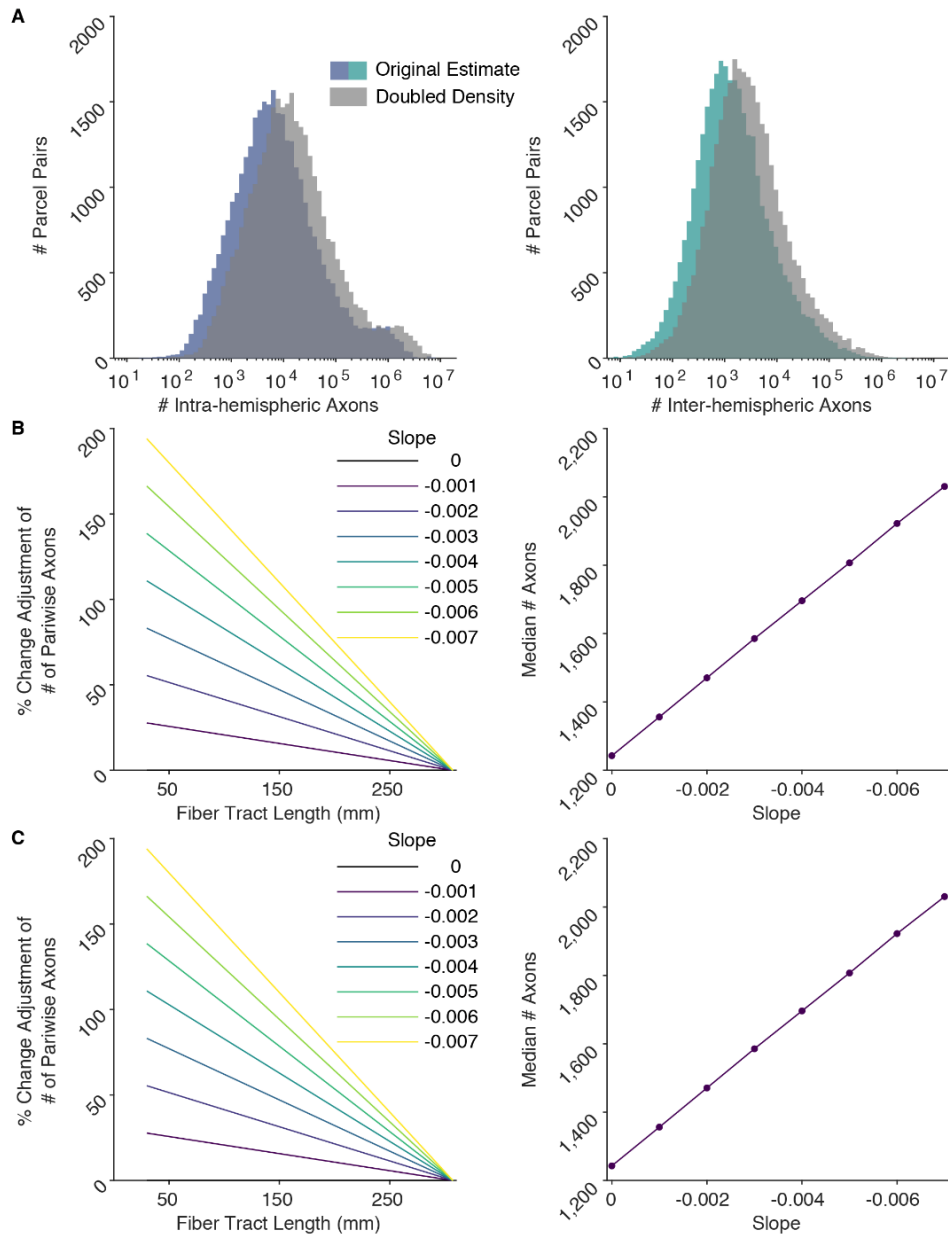 A
2000
1500
1000
500
0
# Parcel Pairs
Original Estimate
Doubled Density
10^1 10^2 10^3 10^4 10^5 10^6 10^7
# Intra-hemispheric Axons
2000
1500
1000
500
0
# Parcel Pairs
10^1 10^2 10^3 10^4 10^5 10^6 10^7
# Inter-hemispheric Axons
B
200
150
100
50
0
% Change Adjustment of
# of Pariwise Axons
Slope
0
-0.001
-0.002
-0.003
-0.004
-0.005
-0.006
-0.007
50 150 250
Fiber Tract Length (mm)
2,200
2,000
1,800
1,600
1,400
1,200
Median # Axons
0 -0.002 -0.004 -0.006
Slope
C
200
150
100
50
0
% Change Adjustment of
# of Pariwise Axons
Slope
0
-0.001
-0.002
-0.003
-0.004
-0.005
-0.006
-0.007
50 150 250
Fiber Tract Length (mm)
2,200
2,000
1,800
1,600
1,400
1,200
Median # Axons
0 -0.002 -0.004 -0.006
Slope